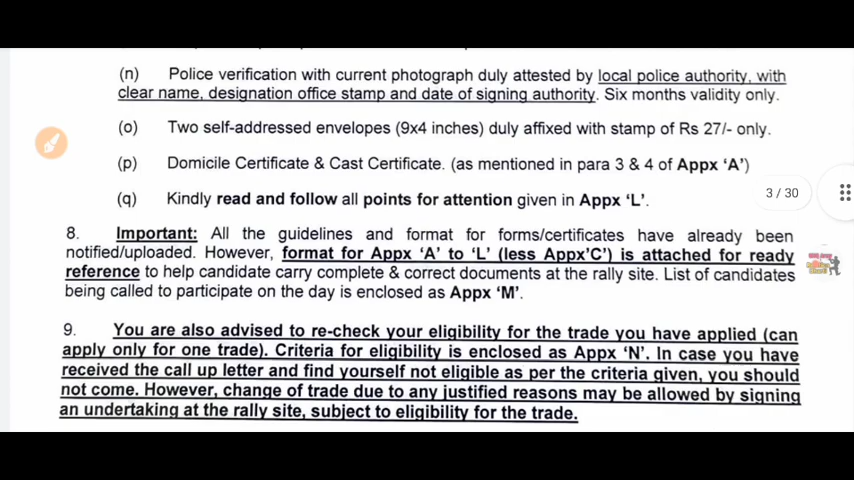 (n) Police verification with current photograph duly attested by local police authority, with
clear name, designation office stamp and date of signing authority. Six months validity only.
(o) Two self-addressed envelopes (9x4 inches) duly affixed with stamp of Rs 27/- only.
(p) Domicile Certificate & Cast Certificate. (as mentioned in para 3 & 4 of Appx ‘A’)
3 / 30
(q) Kindly read and follow all points for attention given in Appx ‘L’.
8. Important: All the guidelines and format for forms/certificates have already been
notified/uploaded. However, format for Appx ‘A’ to ‘L’ (less Appx’C’) is attached for ready
reference to help candidate carry complete & correct documents at the rally site. List of candidates
being called to participate on the day is enclosed as Appx ‘M’.
9. You are also advised to re-check your eligibility for the trade you have applied (can
apply only for one trade). Criteria for eligibility is enclosed as Appx ‘N’. In case you have
received the call up letter and find yourself not eligible as per the criteria given, you should
not come. However, change of trade due to any justified reasons may be allowed by signing
an undertaking at the rally site, subject to eligibility for the trade.